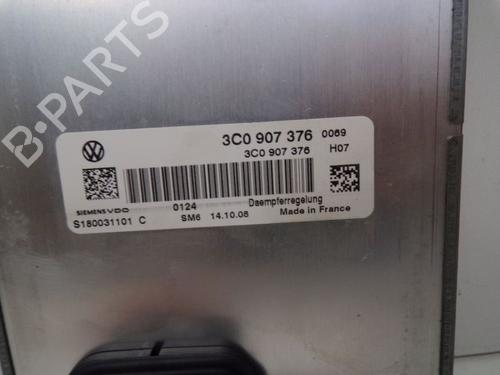 B-PARTS
3C0 907 376 0069
3C0 907 376 H07
SIEMENS VDO 0124 Daempferregelung
S180031101 C SM6 14.10.08 Made in France